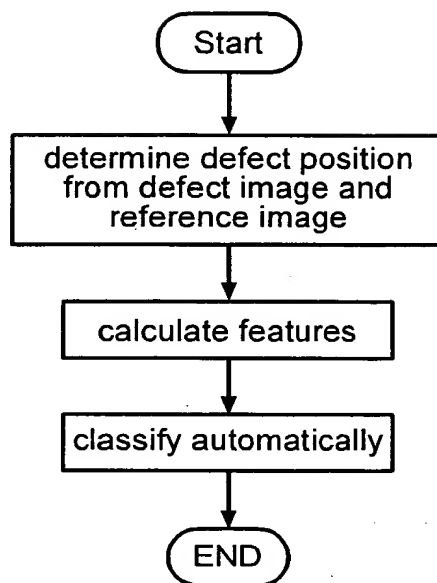 Start
determine defect position
from defect image and
reference image
calculate features
classify automatically
END